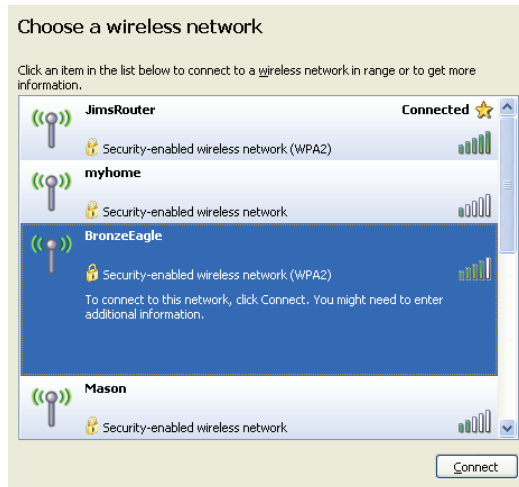 Choose a wireless network
Click an item in the list below to connect to a wireless network in range or to get more
information.
JimsRouter Connected
Security-enabled wireless network (WPA2)
myhome
Security-enabled wireless network
BronzeEagle
Security-enabled wireless network (WPA2)
To connect to this network, click Connect. You might need to enter
additional information.
Mason
Security-enabled wireless network
Connect